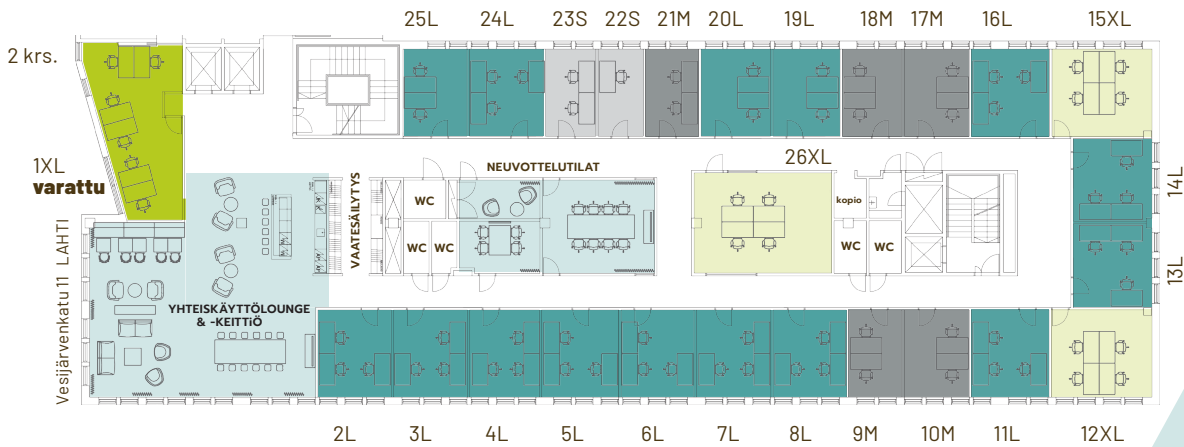 25L 24L 23S 22S 21M 20L 19L 18M 17M 16L 15XL
2 krs.
1XL
varattu
NEUVOTTELUTILAT
26XL
VAATESÄILYTYS
WC
kopio
WC WC
WC WC
14L
13L
Vesijärvenkatu 11 LAHTI
YHTEISKÄYTTÖLOUNGE
& -KEITTiÖ
2L 3L 4L 5L 6L 7L 8L 9M 10M 11L 12XL